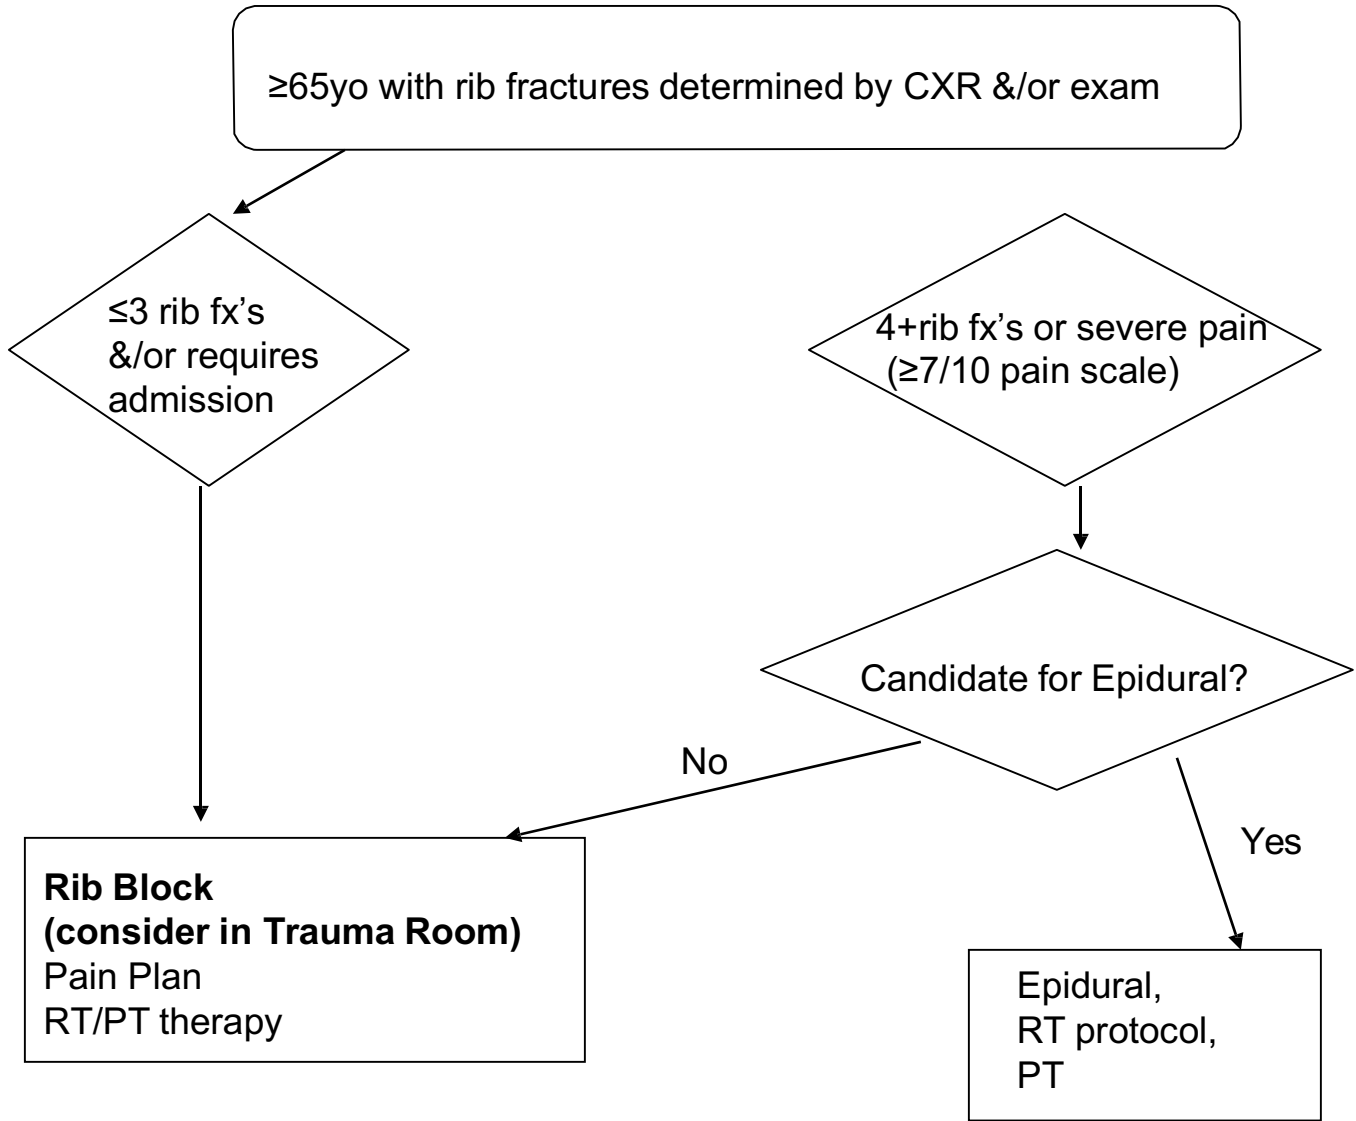 ≥65yo with rib fractures determined by CXR &/or exam
≤3 rib fx’s
&/or requires
admission
4+rib fx’s or severe pain
(≥7/10 pain scale)
Candidate for Epidural?
No
Yes
Rib Block
(consider in Trauma Room)
Pain Plan
RT/PT therapy
Epidural,
RT protocol,
PT